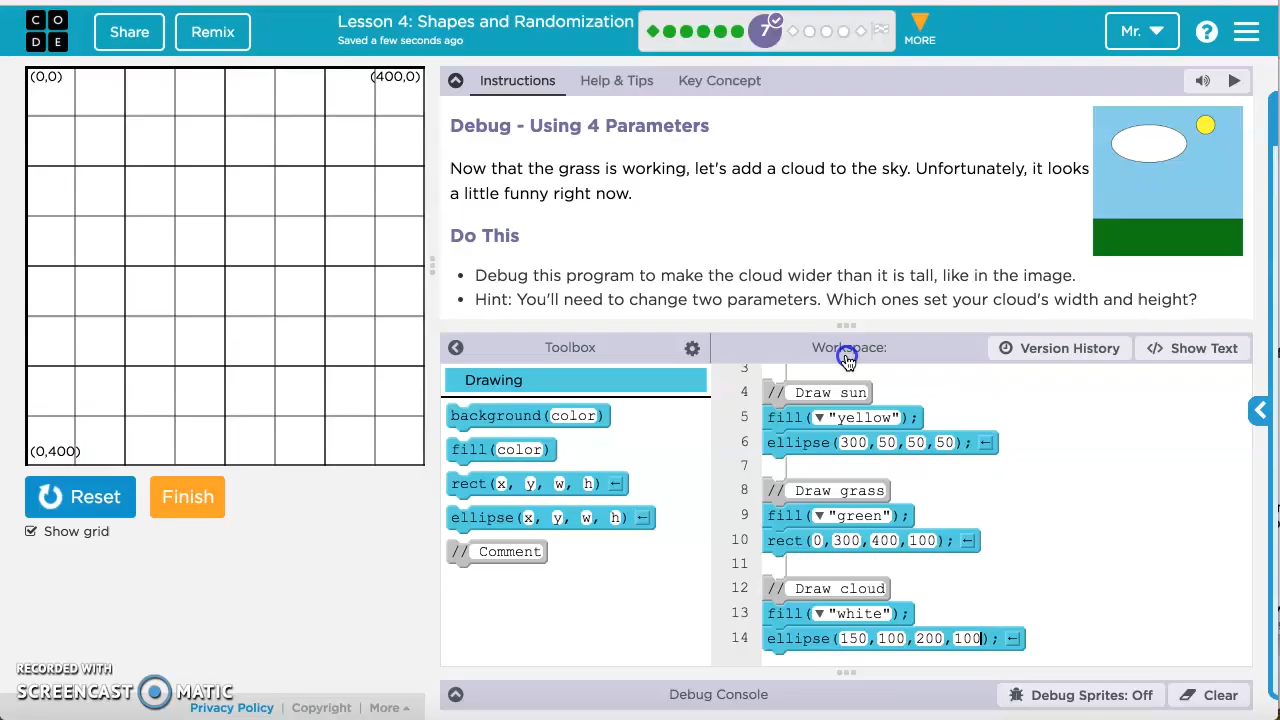 CO
DE
Share
Remix
Lesson 4: Shapes and Randomization
Saved a few seconds ago
7
MORE
Mr.
?
(0,0)
(400,0)
(0,400)
Reset
Finish
Show grid
Instructions
Help & Tips
Key Concept
Debug - Using 4 Parameters
Now that the grass is working, let's add a cloud to the sky. Unfortunately, it looks
a little funny right now.
Do This
• Debug this program to make the cloud wider than it is tall, like in the image.
• Hint: You'll need to change two parameters. Which ones set your cloud's width and height?
Toolbox
Workspace:
Version History
</> Show Text
Drawing
background(color)
fill(color)
rect(x, y, w, h)
ellipse(x, y, w, h)
// Comment
3
4 // Draw sun
5 fill("yellow");
6 ellipse(300,50,50,50);
7
8 // Draw grass
9 fill("green");
10 rect(0,300,400,100);
11
12 // Draw cloud
13 fill("white");
14 ellipse(150,100,200,100);
Debug Console
Debug Sprites: Off
Clear
RECORDED WITH
SCREENCAST MATIC
Privacy Policy | Copyright | More